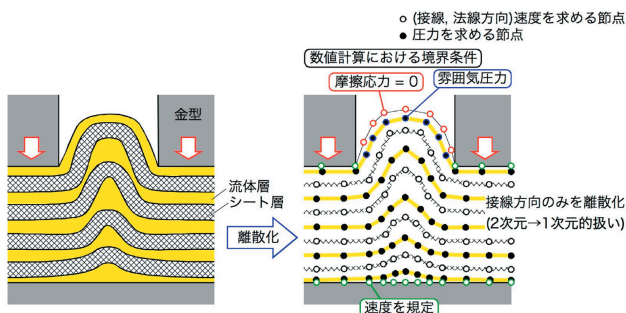 (接線、法線方向)速度を求める節点
圧力を求める節点
数値計算における境界条件
摩擦応力 = 0
雰囲気圧力
金型
流体層
シート層
離散化
接線方向のみを離散化
(2次元→1次元的扱い)
速度を規定